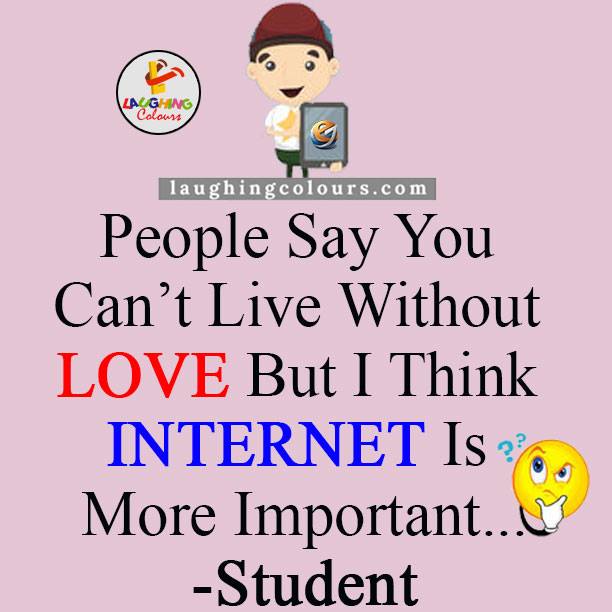 LAUGHING
Colours
laughingcolours.com
People Say You
Can't Live Without
LOVE But I Think
INTERNET Is
More Important...
-Student